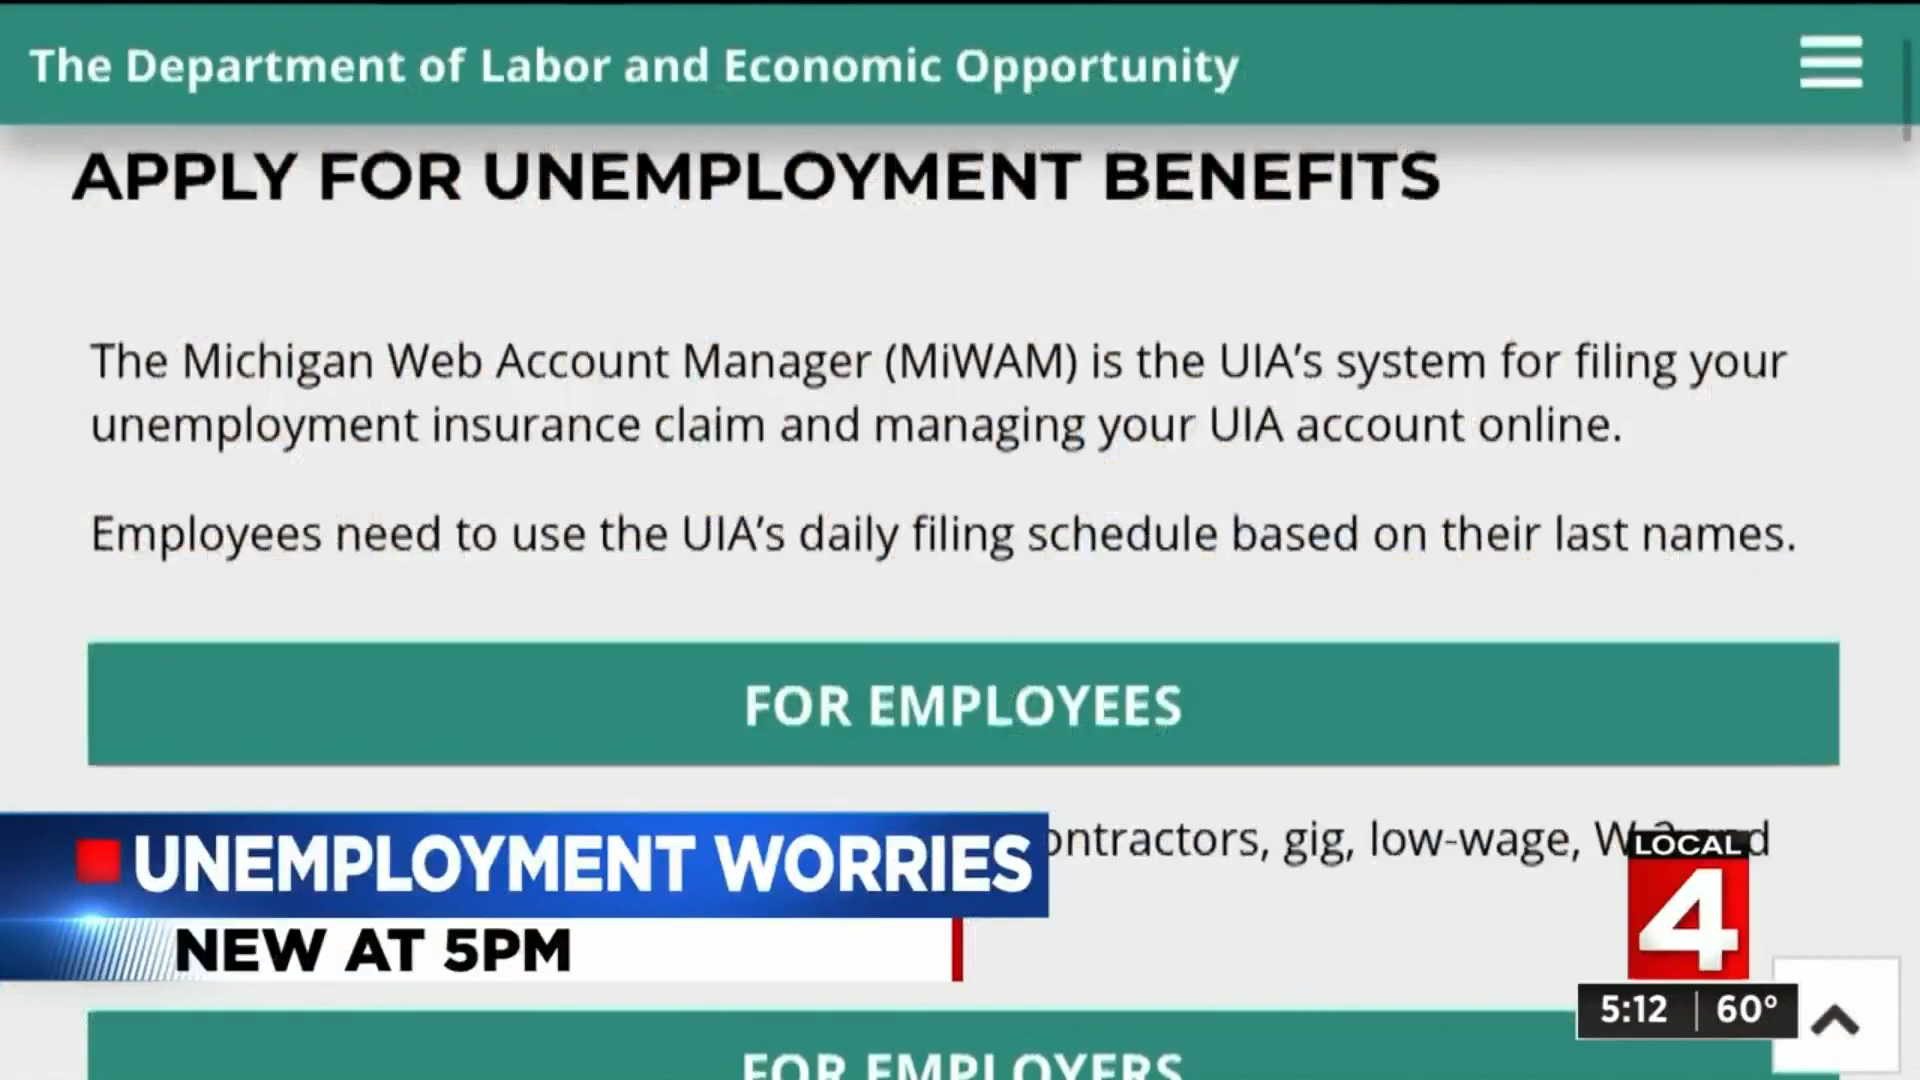 The Department of Labor and Economic Opportunity
APPLY FOR UNEMPLOYMENT BENEFITS
The Michigan Web Account Manager (MiWAM) is the UIA's system for filing your
unemployment insurance claim and managing your UIA account online.
Employees need to use the UIA's daily filing schedule based on their last names.
FOR EMPLOYEES
gig, low-wage,
UNEMPLOYMENT WORRIES
NEW AT 5PM
LOCAL
4
5:12 60°
FOR EMPLOYERS